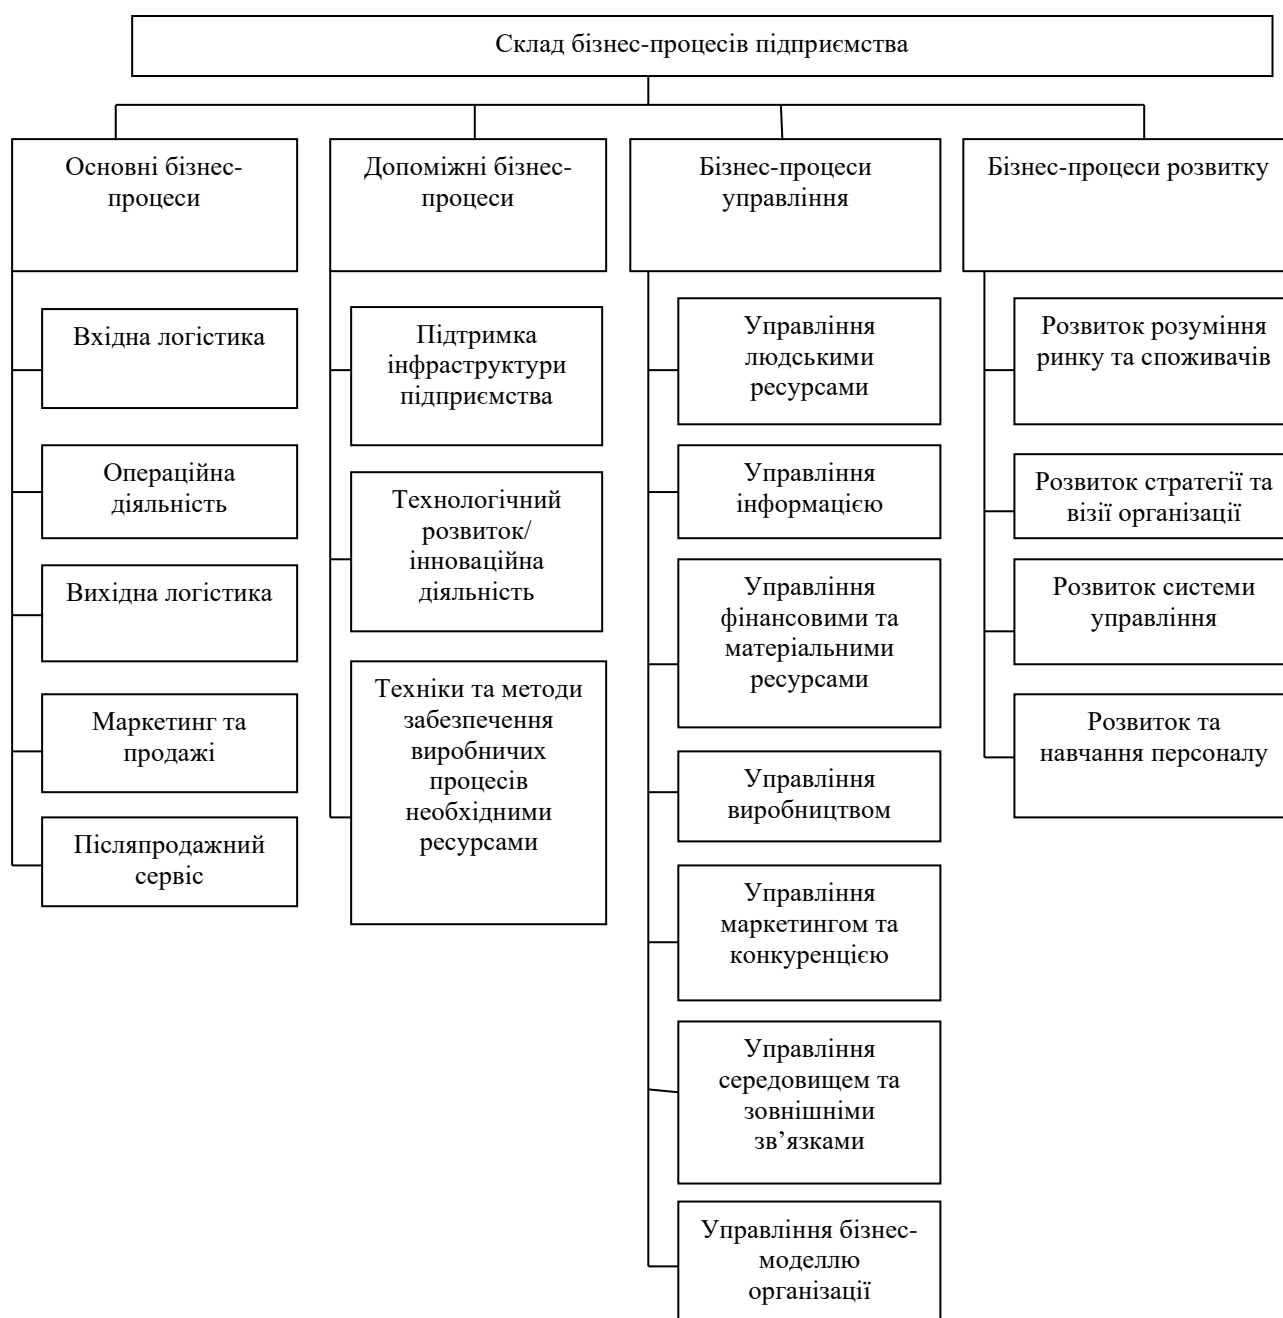 Склад бізнес-процесів підприємства
Основні бізнес-
процеси
Вхідна логістика
Операційна
діяльність
Вихідна логістика
Маркетинг та
продажі
Післяпродажний
сервіс
Допоміжні бізнес-
процеси
Підтримка
інфраструктури
підприємства
Технологічний
розвиток/
інноваційна
діяльність
Техніки та методи
забезпечення
виробничих
процесів
необхідними
ресурсами
Бізнес-процеси
управління
Управління
людськими
ресурсами
Управління
інформацією
Управління
фінансовими та
матеріальними
ресурсами
Управління
виробництвом
Управління
маркетингом та
конкуренцією
Управління
середовищем та
зовнішніми
зв’язками
Управління бізнес-
моделлю
організації
Бізнес-процеси розвитку
Розвиток розуміння
ринку та споживачів
Розвиток стратегії та
візії організації
Розвиток системи
управління
Розвиток та
навчання персоналу